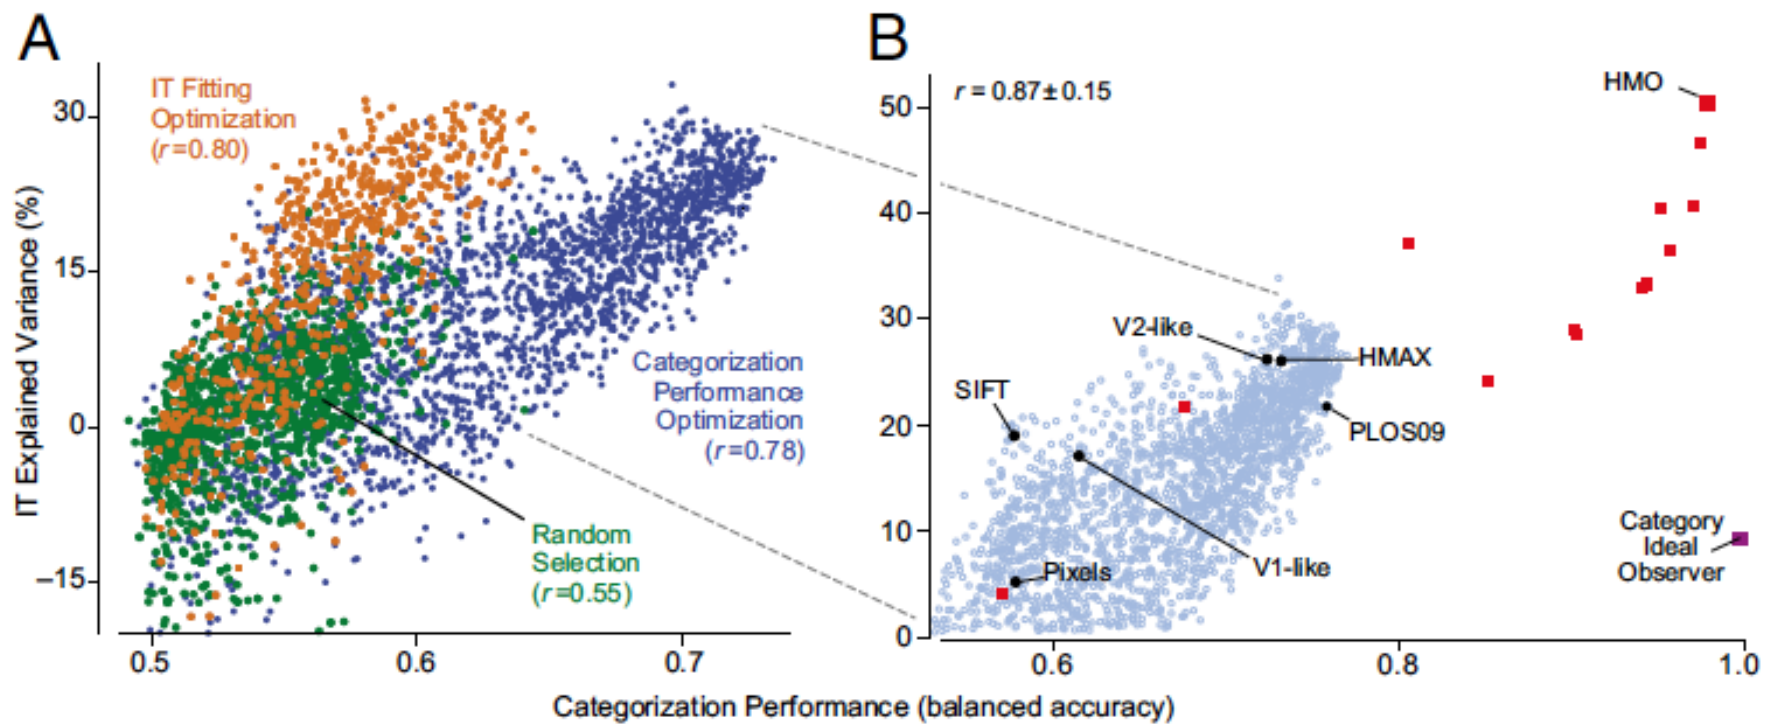 A
IT Fitting
Optimization
(r=0.80)
30
15
0
−15
IT Explained Variance (%)
0.5
0.6
0.7
Categorization
Performance
Optimization
(r=0.78)
Random
Selection
(r=0.55)
B
r = 0.87±0.15
50
40
30
20
10
0
0.6
0.8
1.0
HMO
V2-like
HMAX
SIFT
PLOS09
V1-like
Pixels
Category
Ideal
Observer
Categorization Performance (balanced accuracy)